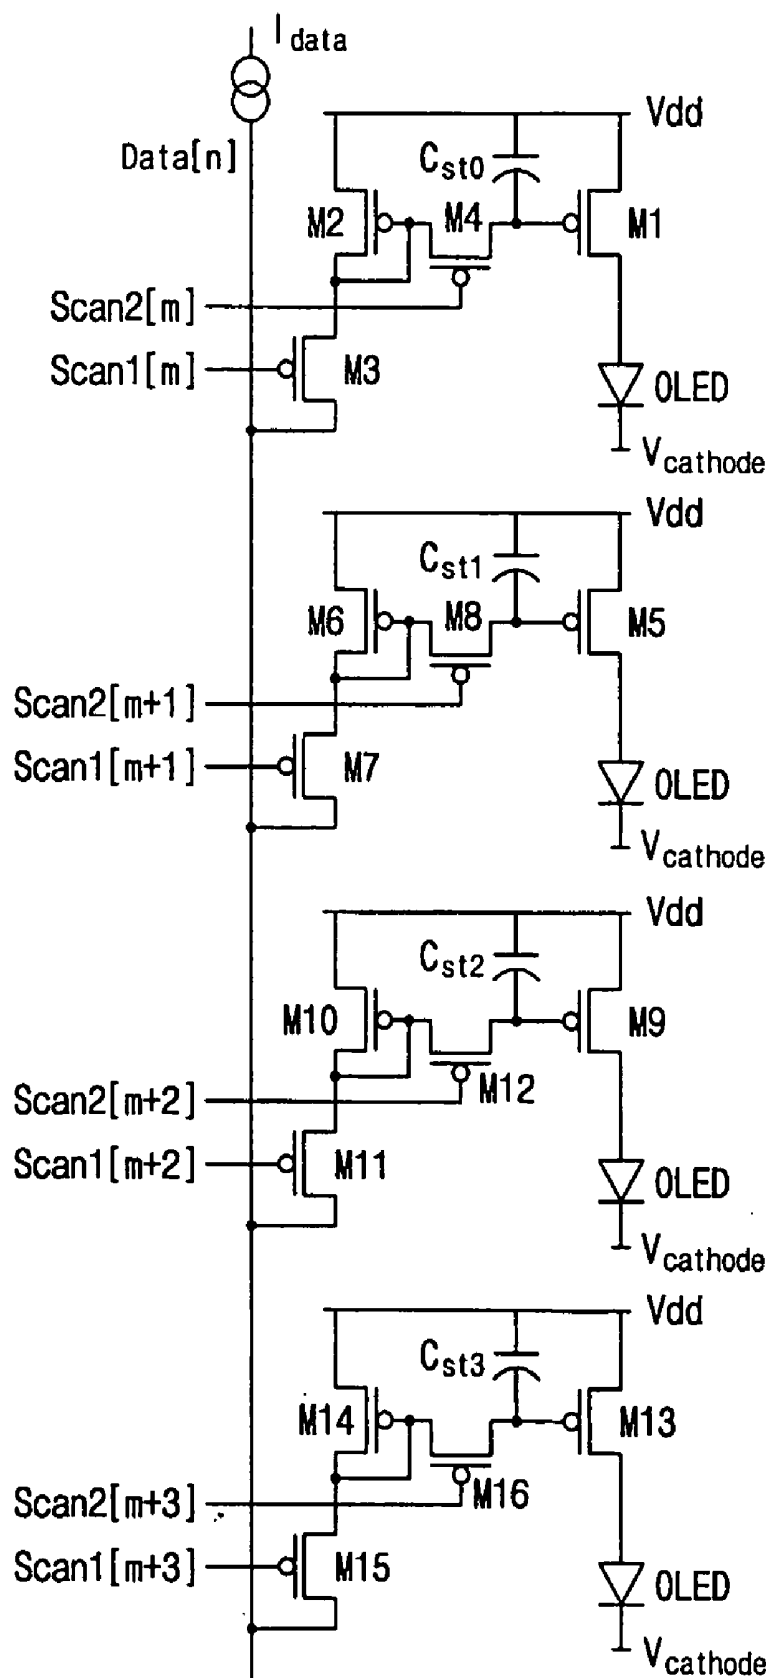 I data
Data[n]
Vdd
Cst0
M2
M4
M1
Scan2[m]
Scan1[m]
M3
OLED
Vcathode
Vdd
Cst1
M6
M8
M5
Scan2[m+1]
Scan1[m+1]
M7
OLED
Vcathode
Vdd
Cst2
M10
M9
M12
Scan2[m+2]
Scan1[m+2]
M11
OLED
Vcathode
Vdd
Cst3
M14
M13
M16
Scan2[m+3]
Scan1[m+3]
M15
OLED
Vcathode